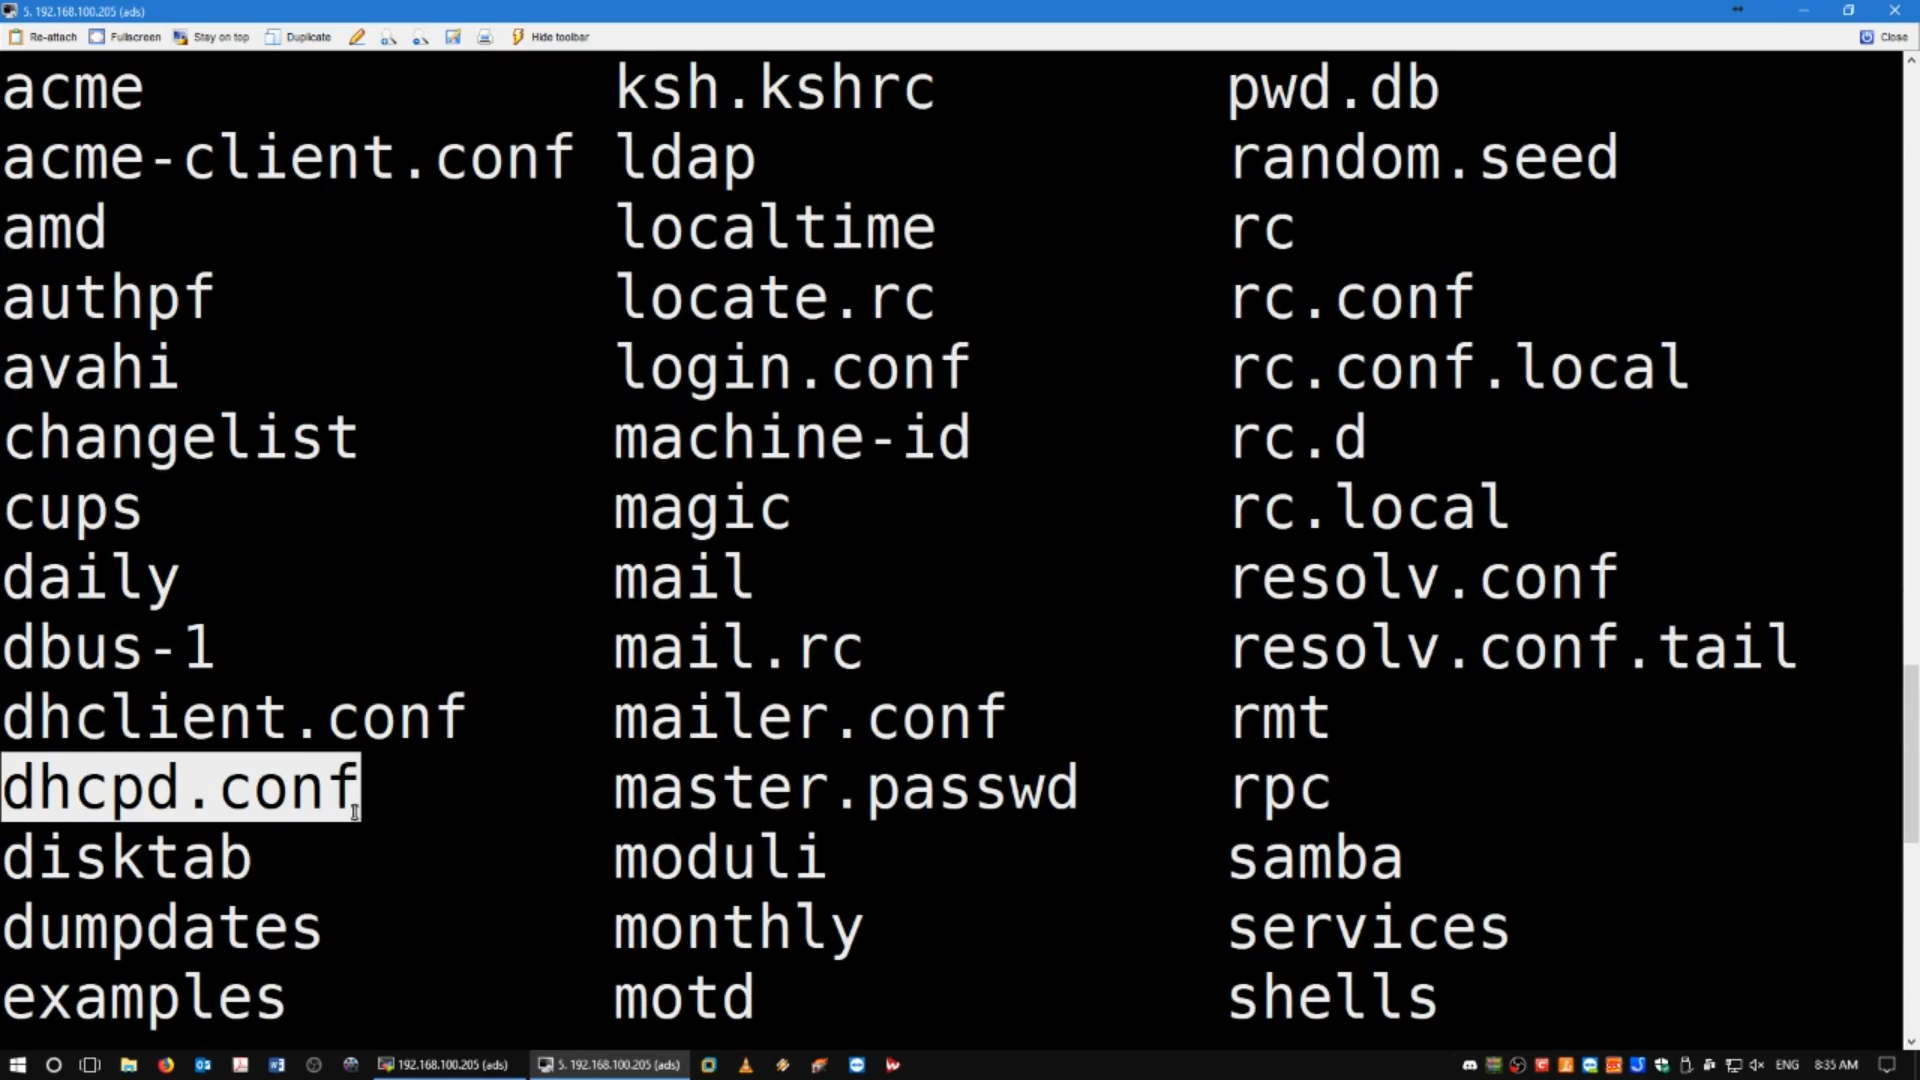 5. 192.168.100.205 (ads)
Re-attach Fullscreen Stay on top Duplicate Hide toolbar Close
acme ksh.kshrc pwd.db
acme-client.conf ldap random.seed
amd localtime rc
authpf locate.rc rc.conf
avahi login.conf rc.conf.local
changelist machine-id rc.d
cups magic rc.local
daily mail resolv.conf
dbus-1 mail.rc resolv.conf.tail
dhclient.conf mailer.conf rmt
dhcpd.conf master.passwd rpc
disktab moduli samba
dumpdates monthly services
examples motd shells
192.168.100.205 (ads) 5. 192.168.100.205 (ads) ENG 8:35 AM